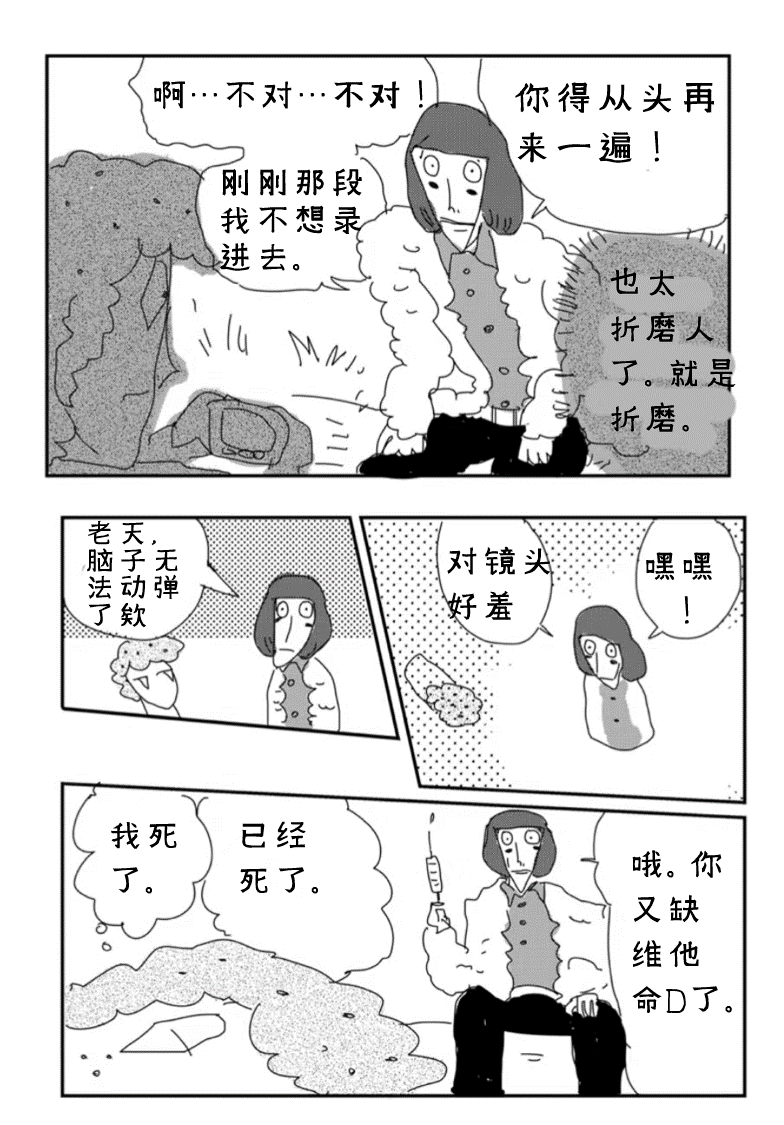 啊…不对…不对！
刚刚那段
我不想录
进去。
你得从头再
来一遍！
也太
折磨人
了。就是
折磨。
老天，
脑子无
法动弹
了欸
对镜头
好羞
嘿嘿
！
我死
了。
已经
死了。
哦。你
又缺
维他
命D了。